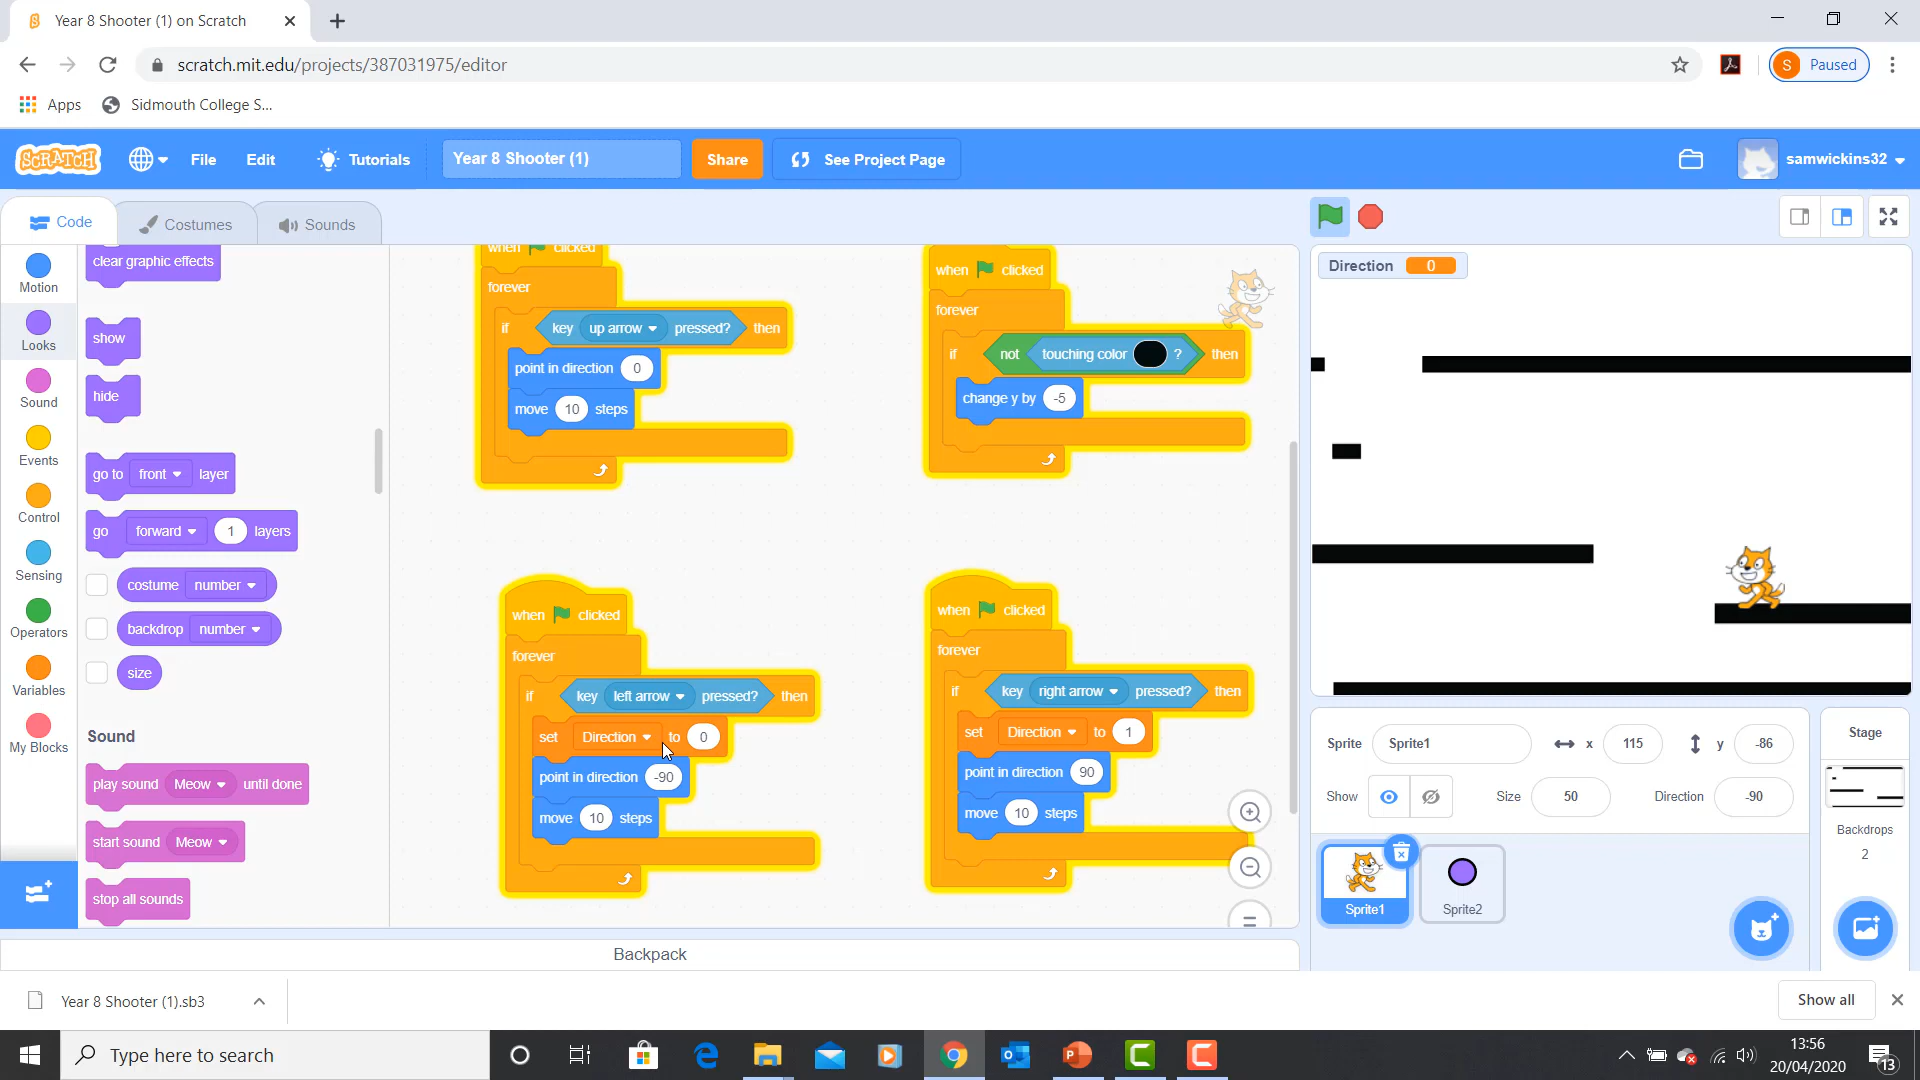 Year 8 Shooter (1) on Scratch
scratch.mit.edu/projects/387031975/editor
S Paused
Apps Sidmouth College S...
SCRATCH File Edit Tutorials Year 8 Shooter (1) Share See Project Page samwickins32
Code Costumes Sounds
Motion
Looks
Sound
Events
Control
Sensing
Operators
Variables
My Blocks
clear graphic effects
show
hide
go to front layer
go forward 1 layers
costume number
backdrop number
size
Sound
play sound Meow until done
start sound Meow
stop all sounds
when clicked
forever
if key up arrow pressed? then
point in direction 0
move 10 steps
when clicked
forever
if not touching color ? then
change y by -5
when clicked
forever
if key left arrow pressed? then
set Direction to 0
point in direction -90
move 10 steps
when clicked
forever
if key right arrow pressed? then
set Direction to 1
point in direction 90
move 10 steps
Direction 0
Sprite Sprite1 x 115 y -86
Show Size 50 Direction -90
Sprite1
Sprite2
Stage
Backdrops
2
Backpack
Year 8 Shooter (1).sb3
Show all
Type here to search
13:56
20/04/2020
13